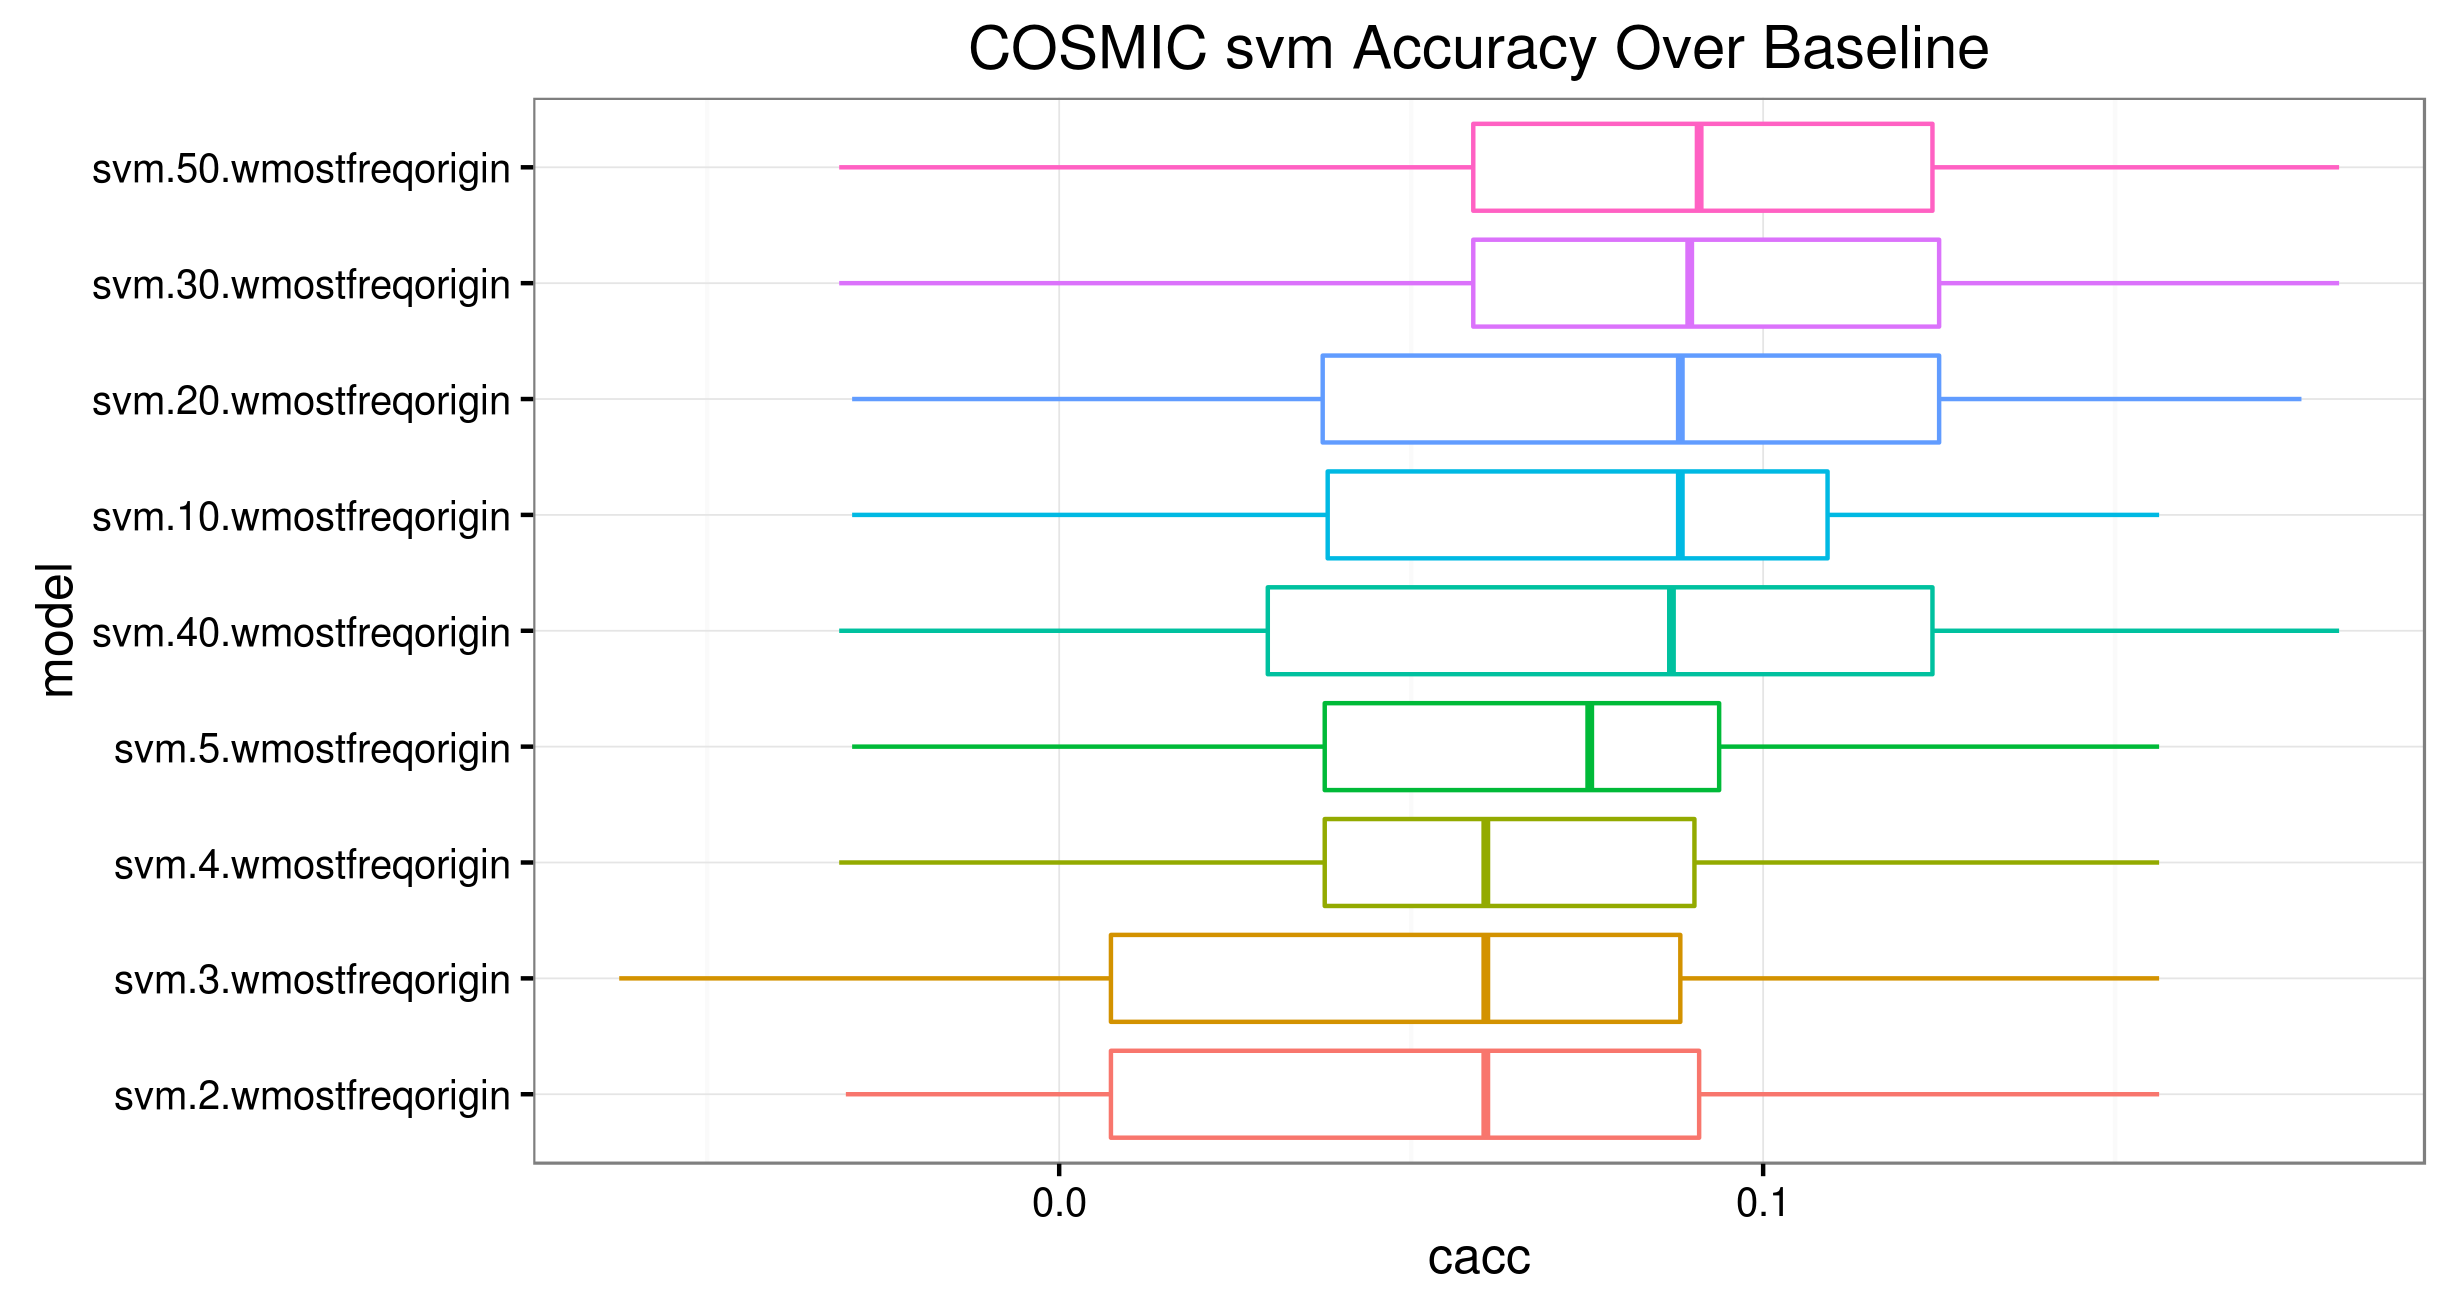 COSMIC svm Accuracy Over Baseline
model
svm.50.wmostfreqorigin
svm.30.wmostfreqorigin
svm.20.wmostfreqorigin
svm.10.wmostfreqorigin
svm.40.wmostfreqorigin
svm.5.wmostfreqorigin
svm.4.wmostfreqorigin
svm.3.wmostfreqorigin
svm.2.wmostfreqorigin
0.0
0.1
cacc